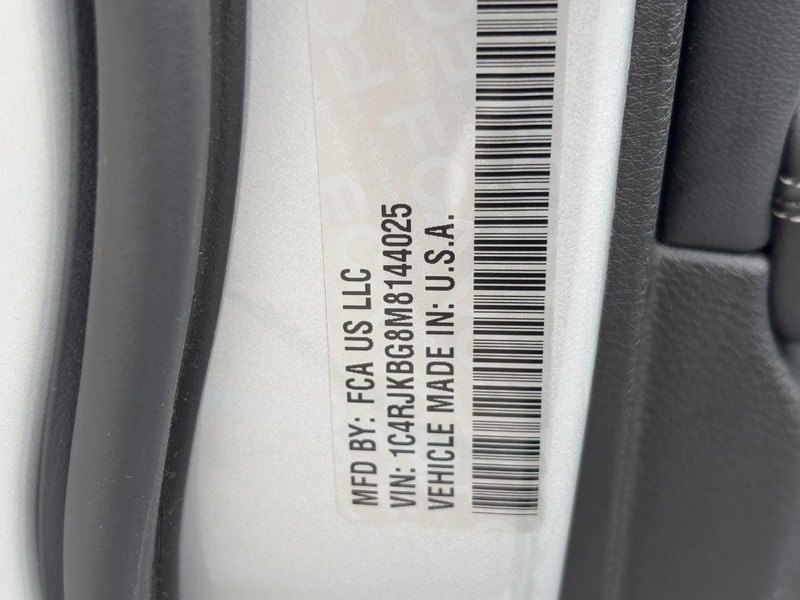 MFD BY: FCA US LLC
VIN: 1C4RJKBG8M8144025
VEHICLE MADE IN: U.S.A.